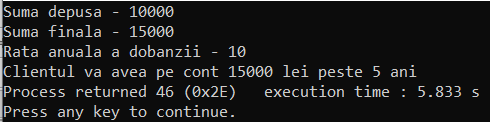 Suma depusa - 10000
Suma finala - 15000
Rata anuala a dobanzii - 10
Clientul va avea pe cont 15000 lei peste 5 ani
Process returned 46 (0x2E)   execution time : 5.833 s
Press any key to continue.